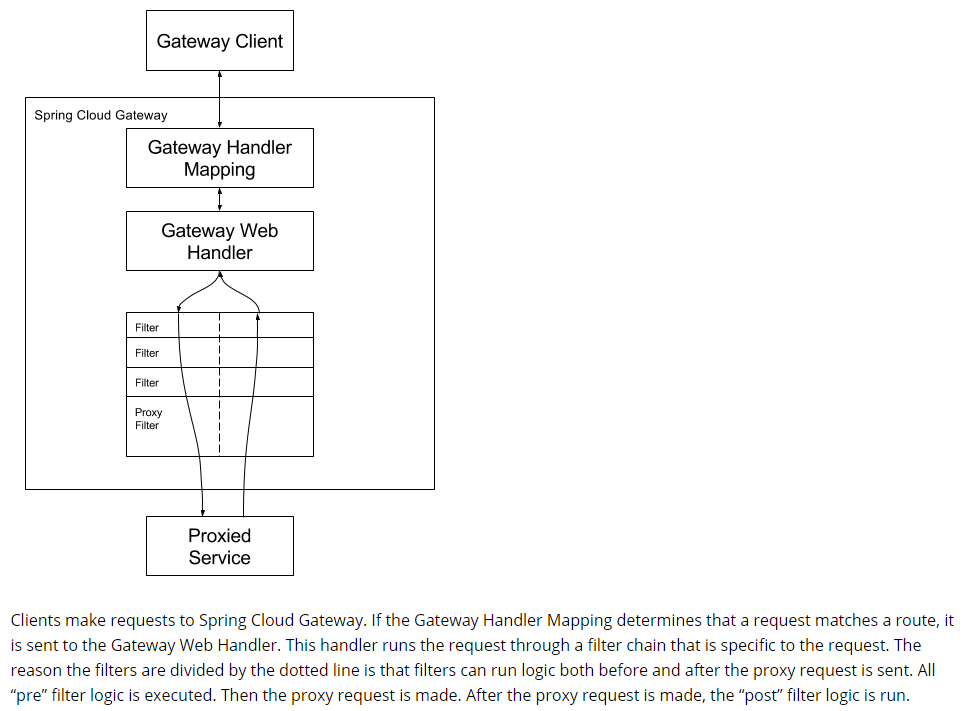 Gateway Client
Spring Cloud Gateway
Gateway Handler
Mapping
Gateway Web
Handler
Filter
Filter
Filter
Proxy
Filter
Proxied
Service
Clients make requests to Spring Cloud Gateway. If the Gateway Handler Mapping determines that a request matches a route, it
is sent to the Gateway Web Handler. This handler runs the request through a filter chain that is specific to the request. The
reason the filters are divided by the dotted line is that filters can run logic both before and after the proxy request is sent. All
“pre” filter logic is executed. Then the proxy request is made. After the proxy request is made, the “post” filter logic is run.